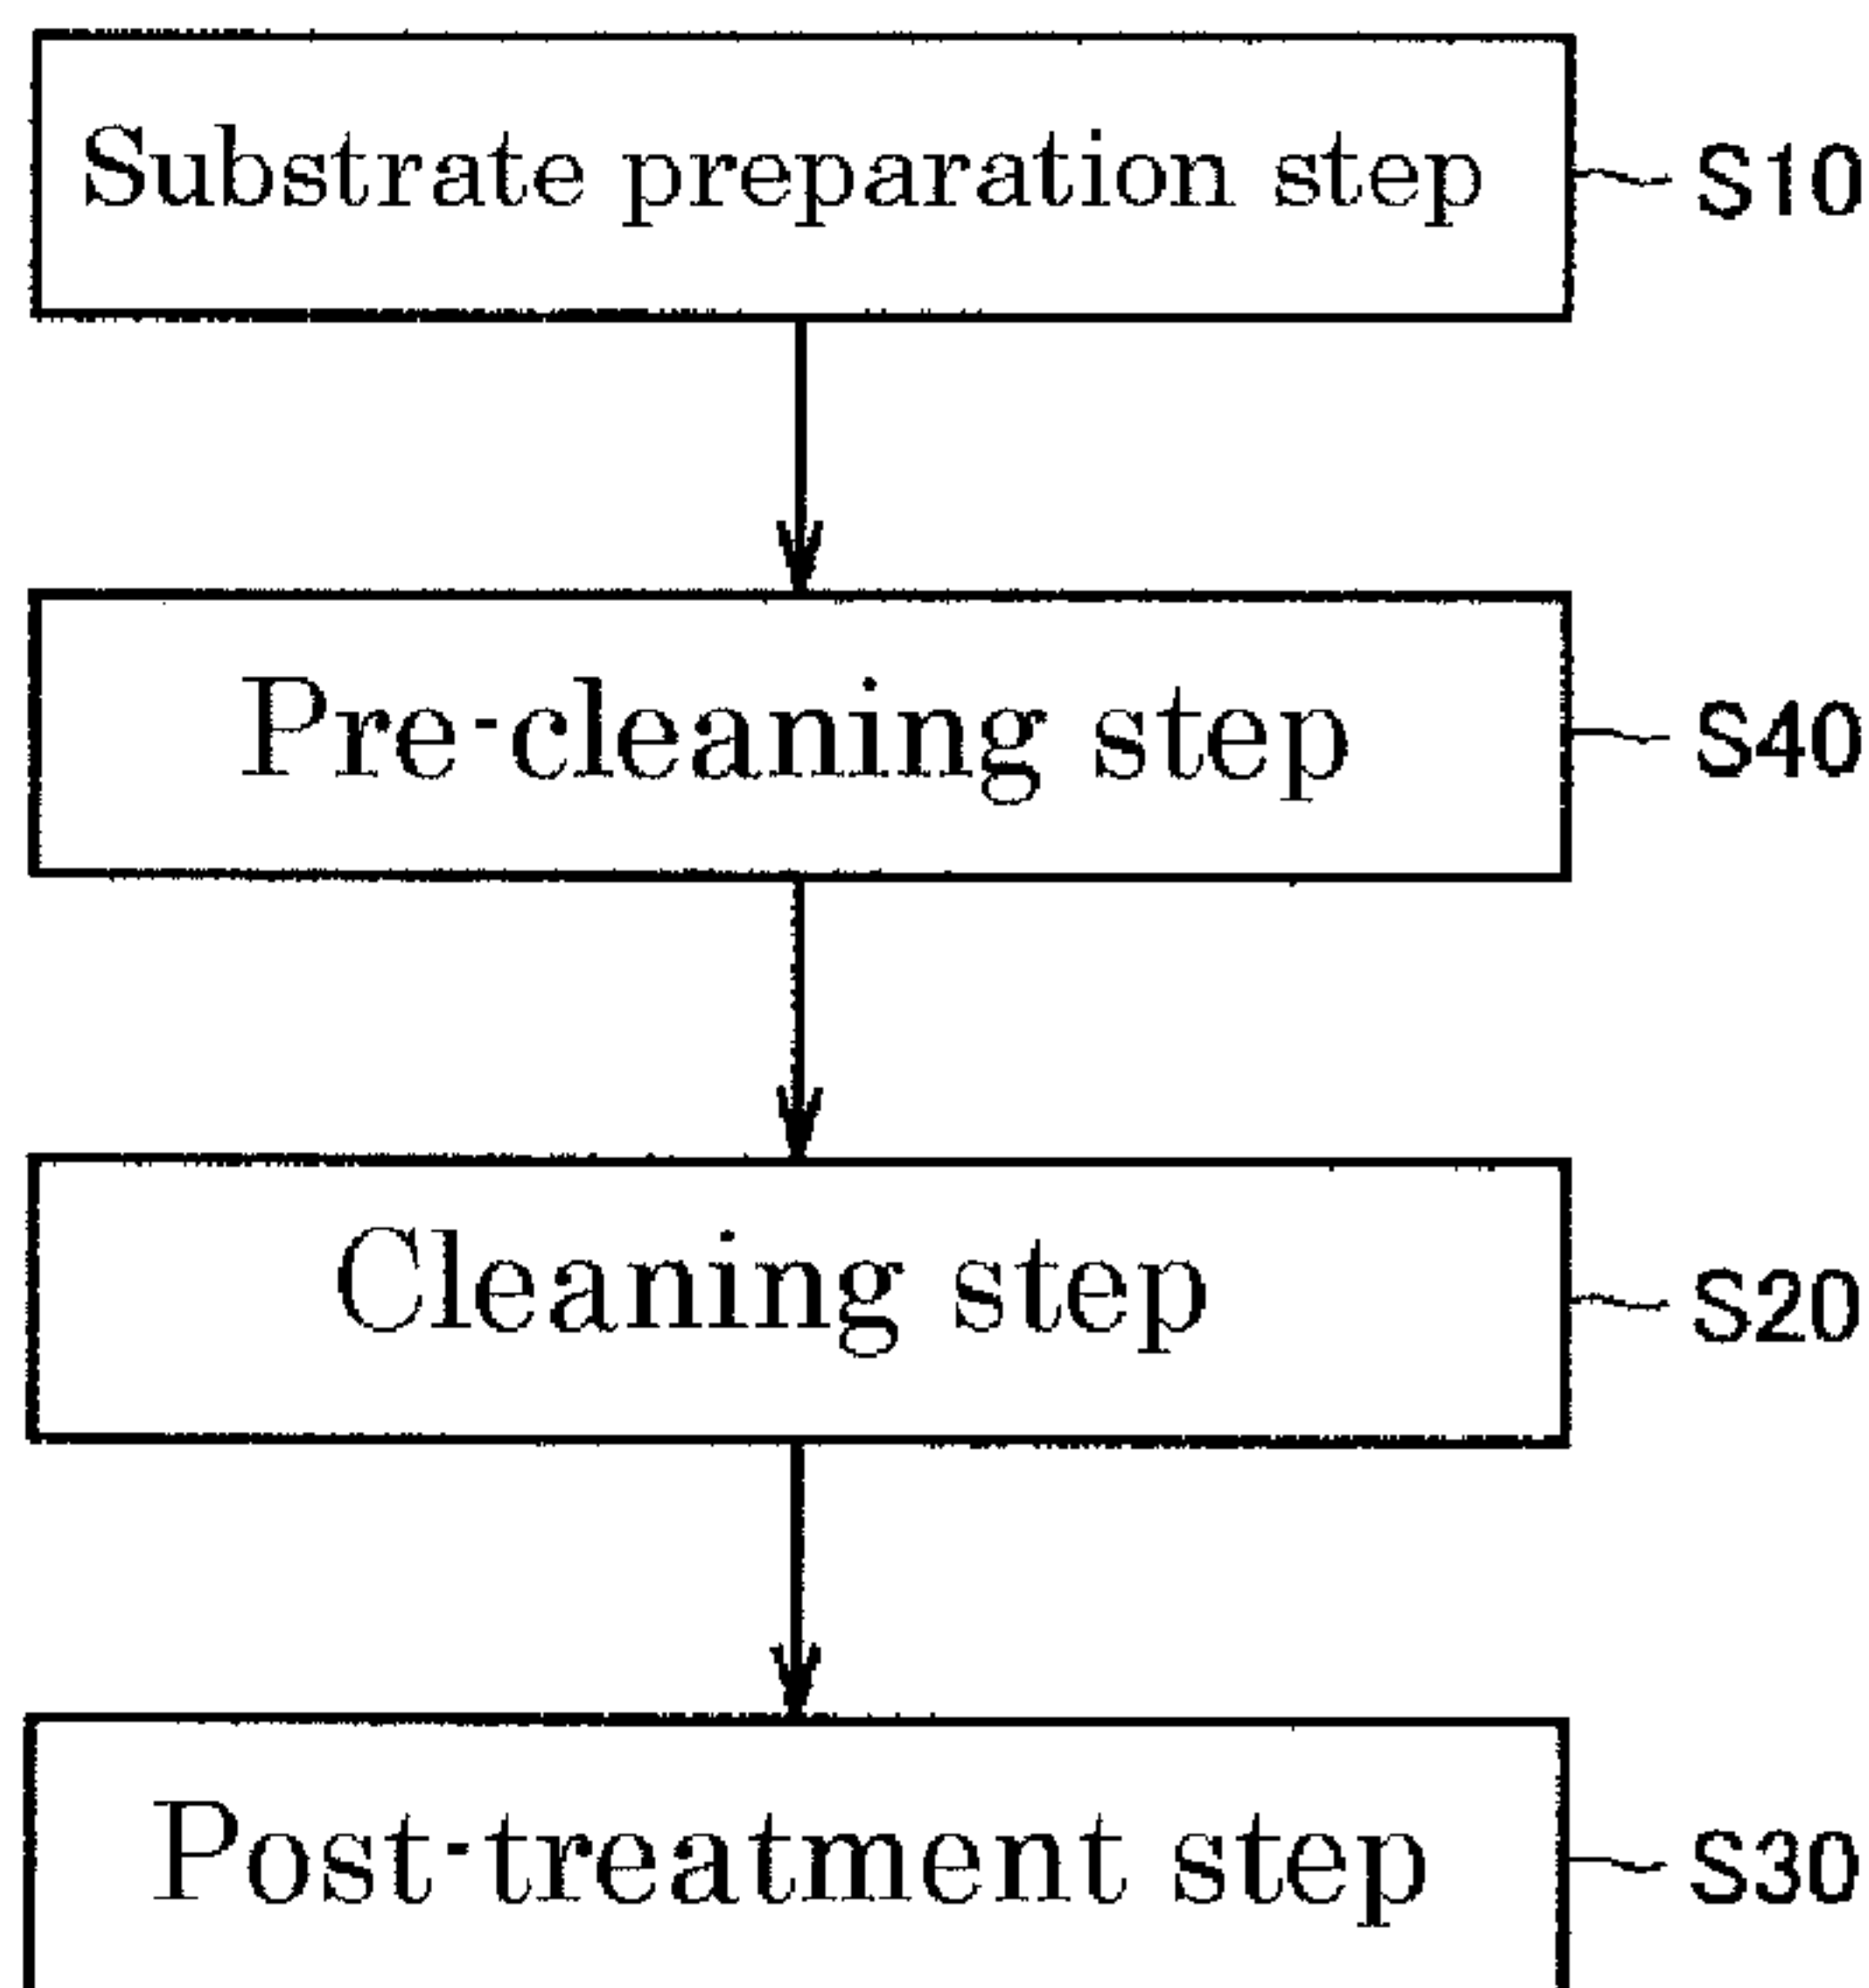 Substrate preparation step S10
Pre-cleaning step S40
Cleaning step S20
Post-treatment step S30